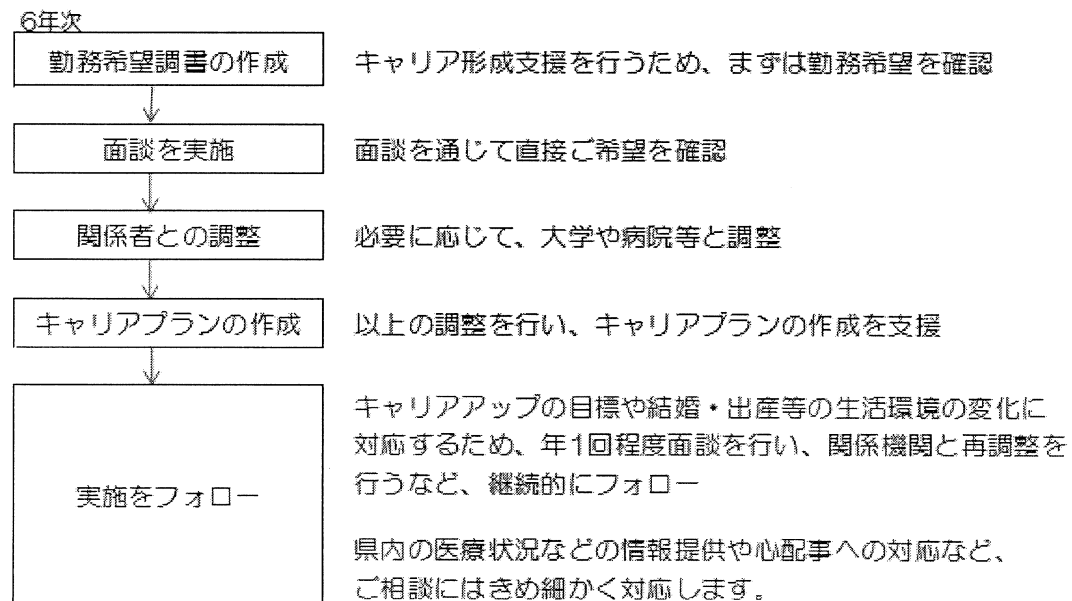 6年次
勤務希望調書の作成
キャリア形成支援を行うため、まずは勤務希望を確認
面談を実施
面談を通じて直接ご希望を確認
関係者との調整
必要に応じて、大学や病院等と調整
キャリアプランの作成
以上の調整を行い、キャリアプランの作成を支援
実施をフォロー
キャリアアップの目標や結婚・出産等の生活環境の変化に
対応するため、年1回程度面談を行い、関係機関と再調整を
行うなど、継続的にフォロー
県内の医療状況などの情報提供や心配事への対応など、
ご相談にはきめ細かく対応します。